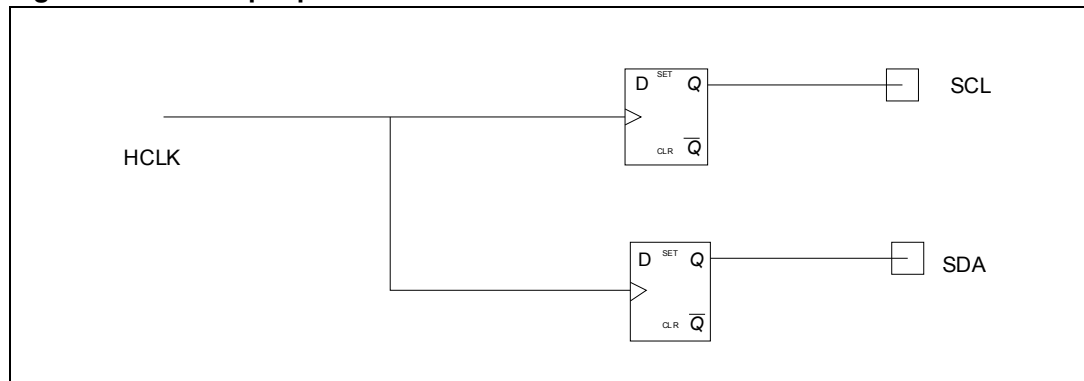 D SET Q
SCL
HCLK
CLR Q̅
D SET Q
SDA
CLR Q̅